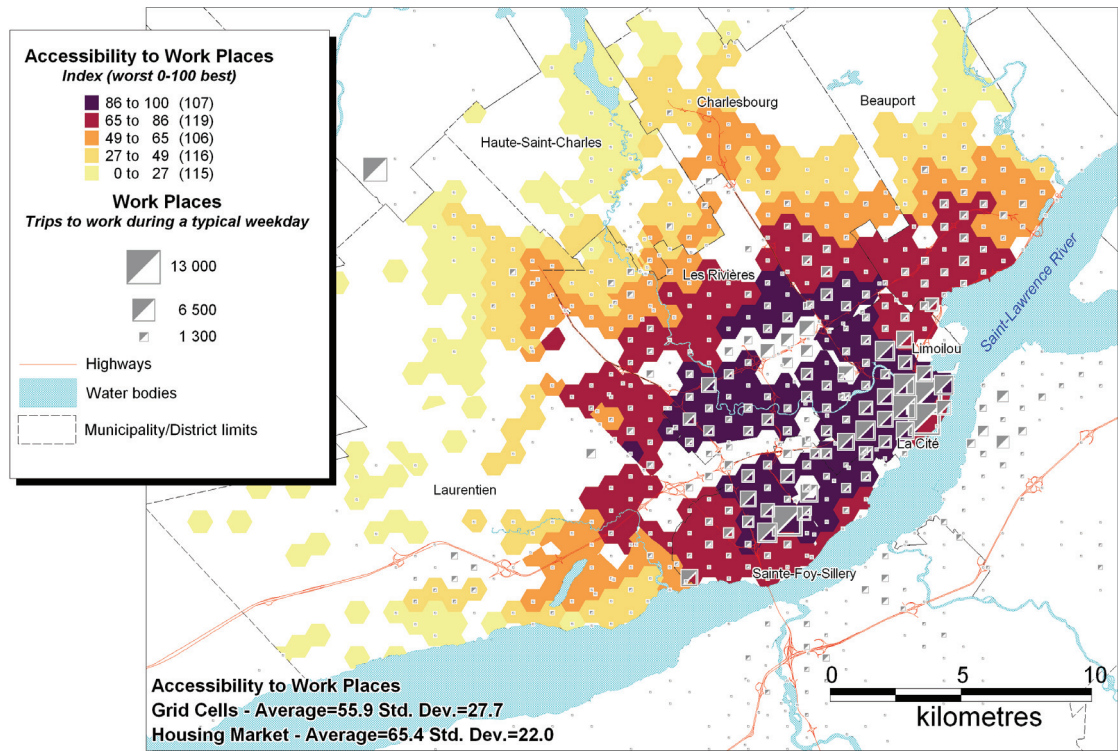 Accessibility to Work Places
Index (worst 0-100 best)
86 to 100 (107)
65 to 86 (119)
49 to 65 (106)
27 to 49 (116)
0 to 27 (115)
Work Places
Trips to work during a typical weekday
13 000
6 500
1 300
Highways
Water bodies
Municipality/District limits
Charlesbourg
Beauport
Haute-Saint-Charles
Les Rivières
Saint-Lawrence River
Limoilou
La Cité
Laurentien
Sainte-Foy-Sillery
Accessibility to Work Places
Grid Cells - Average=55.9 Std. Dev.=27.7
Housing Market - Average=65.4 Std. Dev.=22.0
0 5 10
kilometres